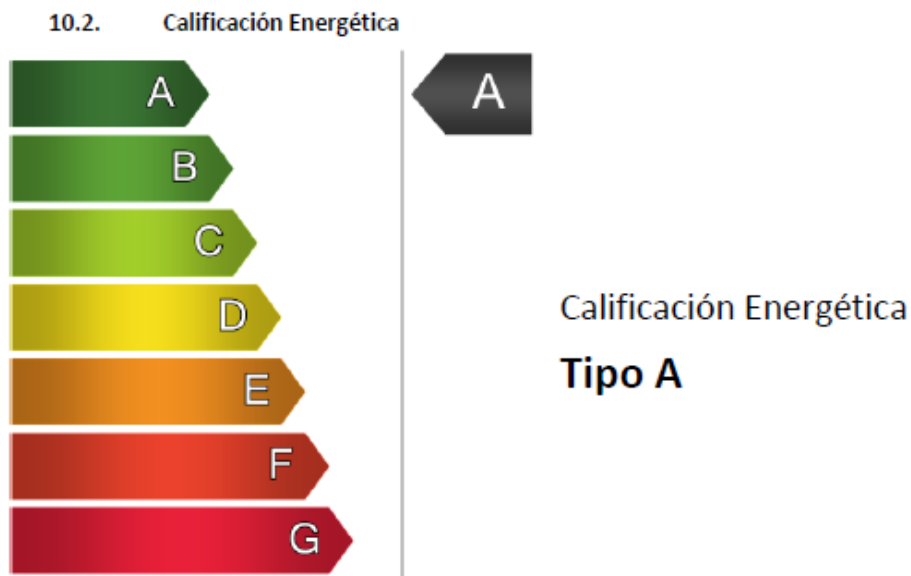 10.2. Calificación Energética
A
A
B
C
D
E
F
G
Calificación Energética
Tipo A